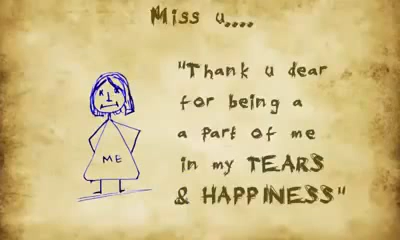 Miss u....
"Thank u dear
for being a
a part of me
in my TEARS
& HAPPINESS"
ME